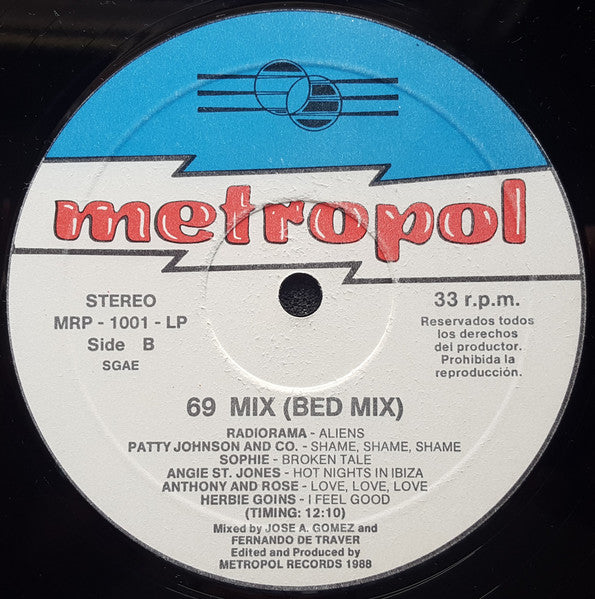 metropol
STEREO
MRP - 1001 - LP
Side B
SGAE
33 r.p.m.
Reservados todos
los derechos
del productor.
Prohibida la
reproducción.
69 MIX (BED MIX)
RADIORAMA - ALIENS
PATTY JOHNSON AND CO. - SHAME, SHAME, SHAME
SOPHIE - BROKEN TALE
ANGIE ST. JONES - HOT NIGHTS IN IBIZA
ANTHONY AND ROSE - LOVE, LOVE, LOVE
HERBIE GOINS - I FEEL GOOD
(TIMING: 12:10)
Mixed by JOSE A. GOMEZ and
FERNANDO DE TRAVER
Edited and Produced by
METROPOL RECORDS 1988